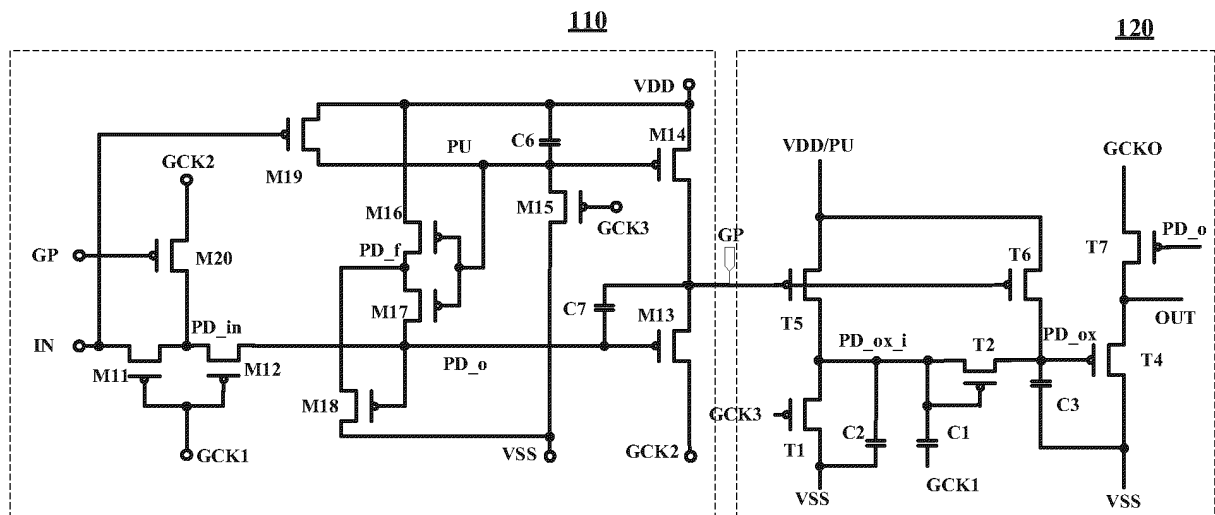 110
120
VDD
VDD/PU
GCKO
GCK2
M19
PU
C6
M14
M15
GCK3
M16
PD_f
M17
GP
M20
GP
T5
T6
T7
PD_o
IN
M11
PD_in
M12
PD_o
C7
M13
OUT
PD_ox_i
T2
PD_ox
T4
M18
GCK3
T1
C2
C1
C3
GCK1
VSS
GCK2
VSS
GCK1
VSS